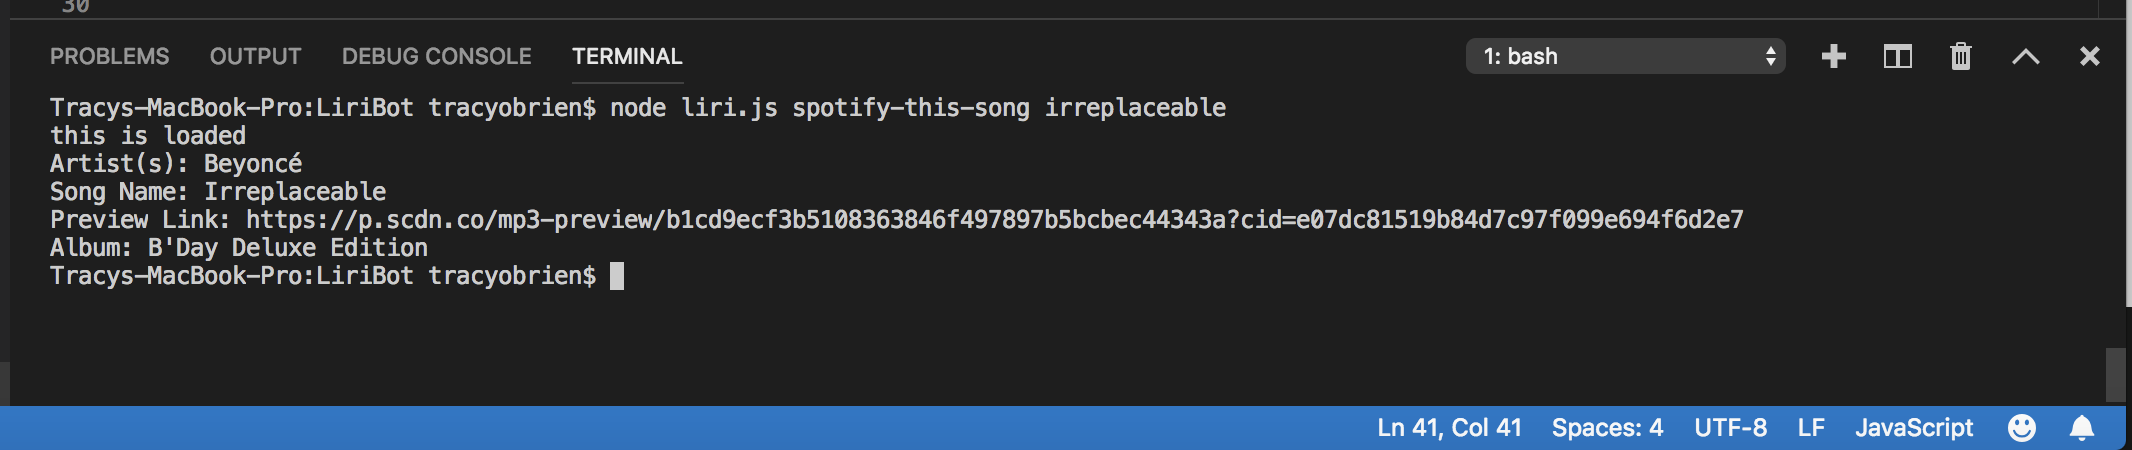 30
PROBLEMS OUTPUT DEBUG CONSOLE TERMINAL 1: bash
Tracys-MacBook-Pro:LiriBot tracyobrien$ node liri.js spotify-this-song irreplaceable
this is loaded
Artist(s): Beyoncé
Song Name: Irreplaceable
Preview Link: https://p.scdn.co/mp3-preview/b1cd9ecf3b5108363846f497897b5bcbec44343a?cid=e07dc81519b84d7c97f099e694f6d2e7
Album: B'Day Deluxe Edition
Tracys-MacBook-Pro:LiriBot tracyobrien$
Ln 41, Col 41 Spaces: 4 UTF-8 LF JavaScript